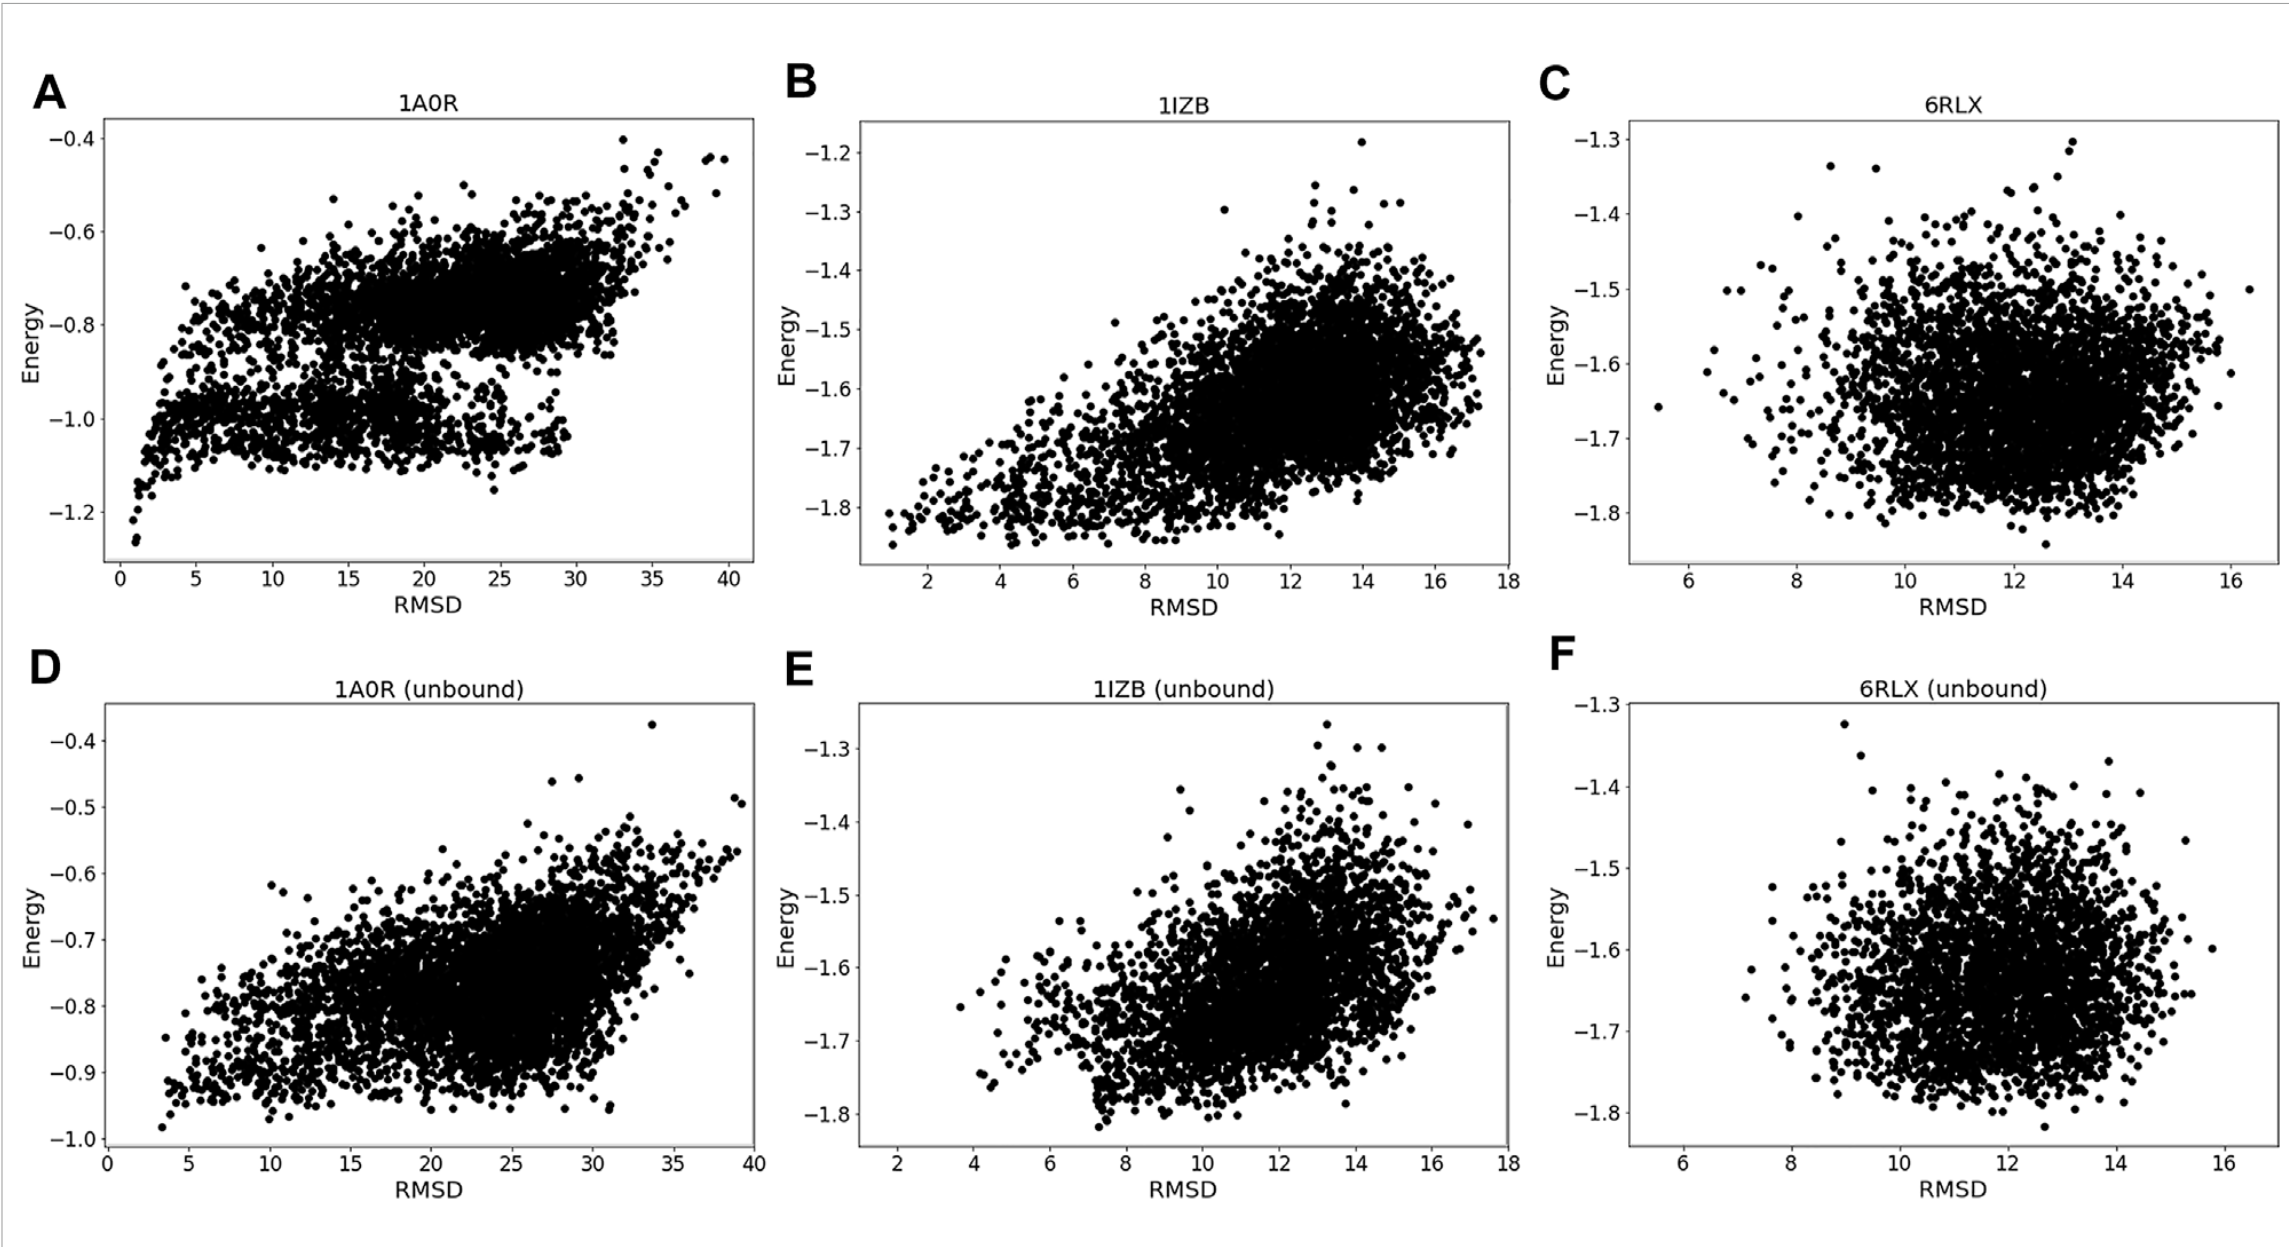 A
B
C
1A0R
1IZB
6RLX
−0.4
−0.6
−0.8
−1.0
−1.2
Energy
0 5 10 15 20 25 30 35 40
RMSD
−1.2
−1.3
−1.4
−1.5
−1.6
−1.7
−1.8
Energy
2 4 6 8 10 12 14 16 18
RMSD
−1.3
−1.4
−1.5
−1.6
−1.7
−1.8
Energy
6 8 10 12 14 16
RMSD
D
E
F
1A0R (unbound)
1IZB (unbound)
6RLX (unbound)
−0.4
−0.5
−0.6
−0.7
−0.8
−0.9
−1.0
Energy
0 5 10 15 20 25 30 35 40
RMSD
−1.3
−1.4
−1.5
−1.6
−1.7
−1.8
Energy
2 4 6 8 10 12 14 16 18
RMSD
−1.3
−1.4
−1.5
−1.6
−1.7
−1.8
Energy
6 8 10 12 14 16
RMSD